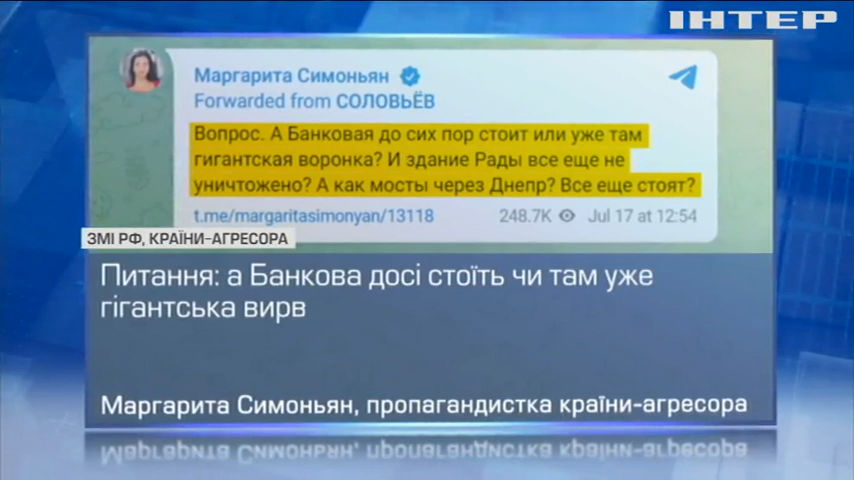 ІНТЕР
Маргарита Симоньян
Forwarded from СОЛОВЬЁВ
Вопрос. А Банковая до сих пор стоит или уже там
гигантская воронка? И здание Рады все еще не
уничтожено? А как мосты через Днепр? Все еще стоят?
t.me/margaritasimonyan/13118 248.7K Jul 17 at 12:54
ЗМІ РФ, КРАЇНИ-АГРЕСОРА
Питання: а Банкова досі стоїть чи там уже
гігантська вирв
Маргарита Симоньян, пропагандистка країни-агресора